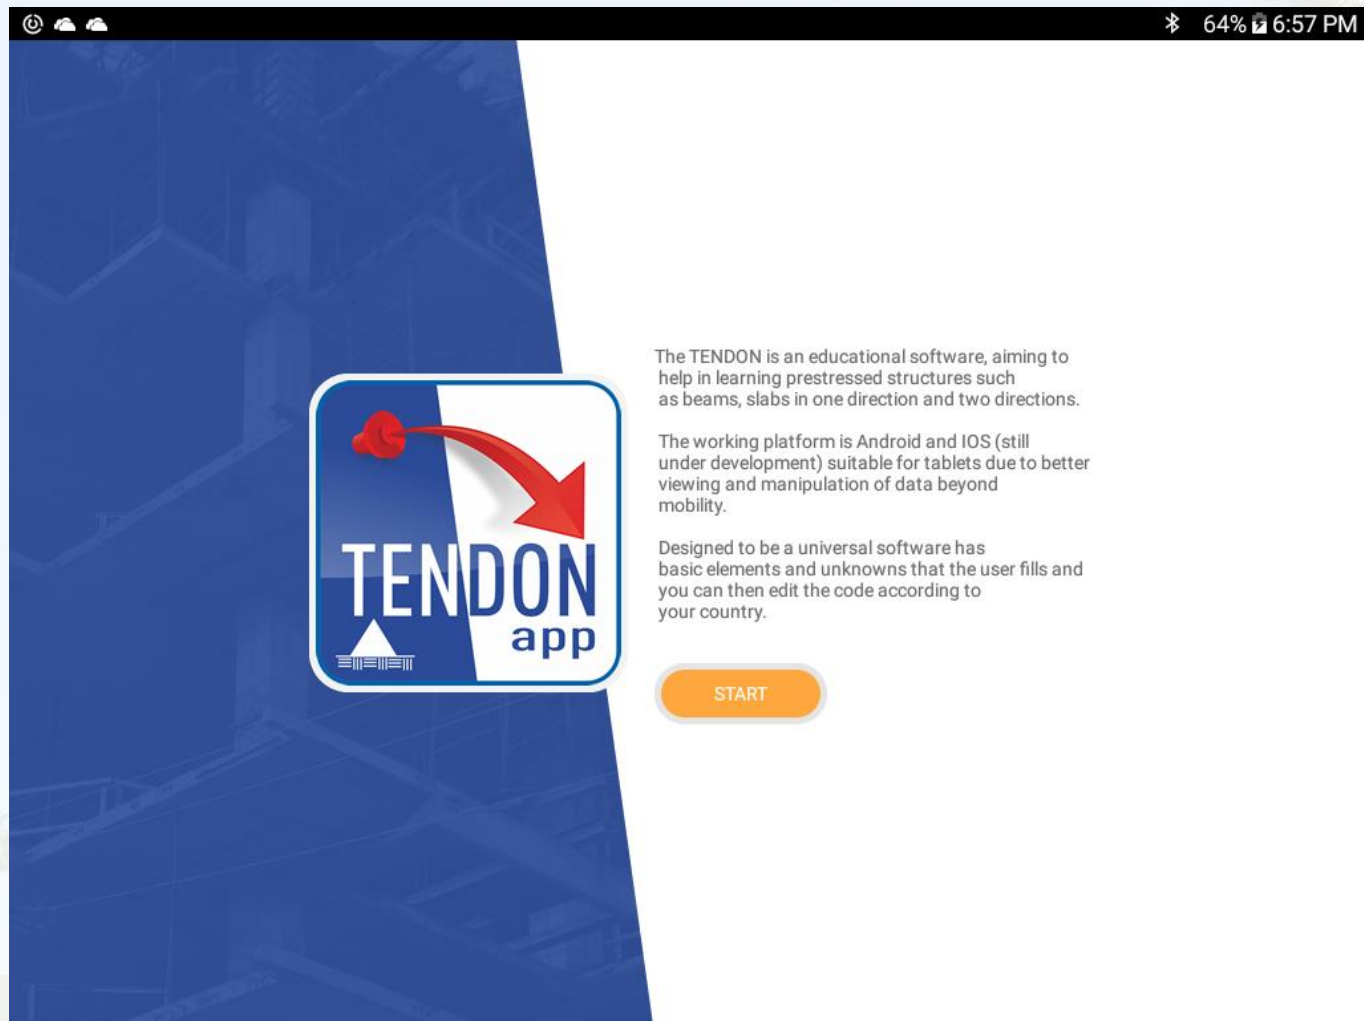 64% 6:57 PM
The TENDON is an educational software, aiming to
help in learning prestressed structures such
as beams, slabs in one direction and two directions.
The working platform is Android and IOS (still
under development) suitable for tablets due to better
viewing and manipulation of data beyond
mobility.
Designed to be a universal software has
basic elements and unknowns that the user fills and
you can then edit the code according to
your country.
START
TENDON
app